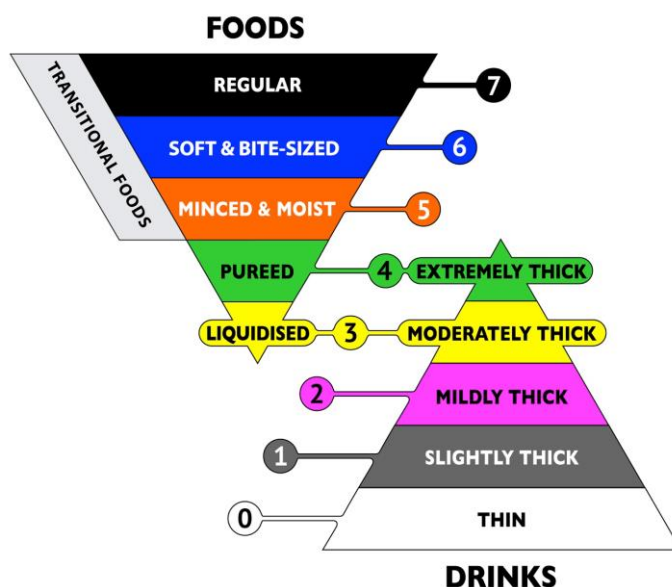 FOODS
TRANSITIONAL FOODS
REGULAR
7
SOFT & BITE-SIZED
6
MINCED & MOIST
5
PUREED
4
EXTREMELY THICK
LIQUIDISED
3
MODERATELY THICK
2
MILDLY THICK
1
SLIGHTLY THICK
0
THIN
DRINKS